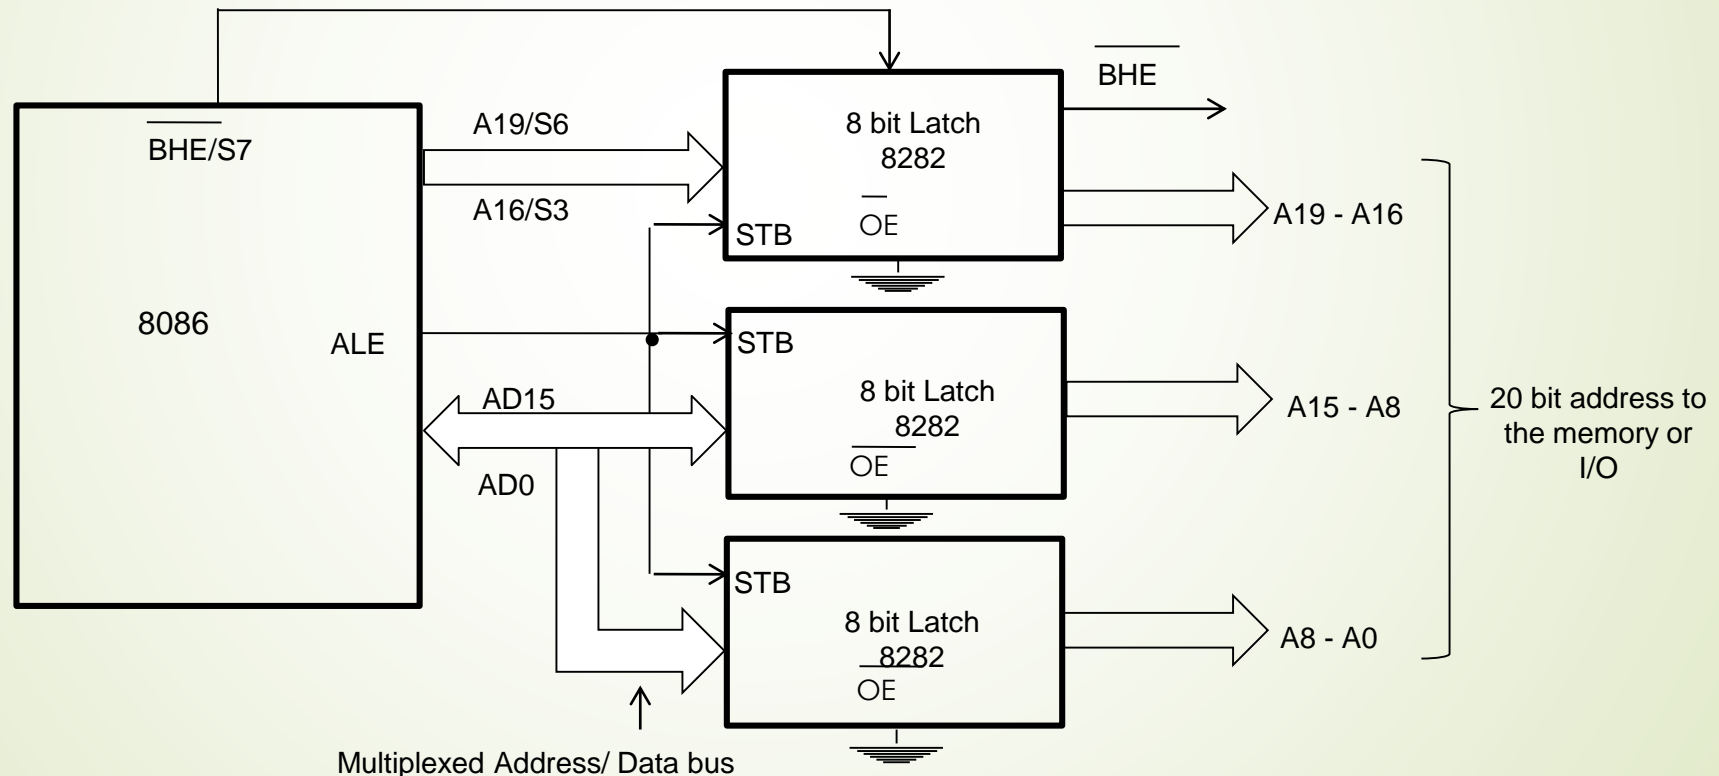 BHE/S7
8086
ALE
A19/S6
A16/S3
AD15
AD0
8 bit Latch
8282
OE
STB
BHE
A19 - A16
STB
8 bit Latch
8282
OE
A15 - A8
STB
8 bit Latch
8282
OE
A8 - A0
20 bit address to
the memory or
I/O
Multiplexed Address/ Data bus